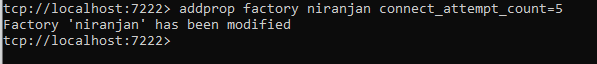 tcp://localhost:7222> addprop factory niranjan connect_attempt_count=5
Factory 'niranjan' has been modified
tcp://localhost:7222>